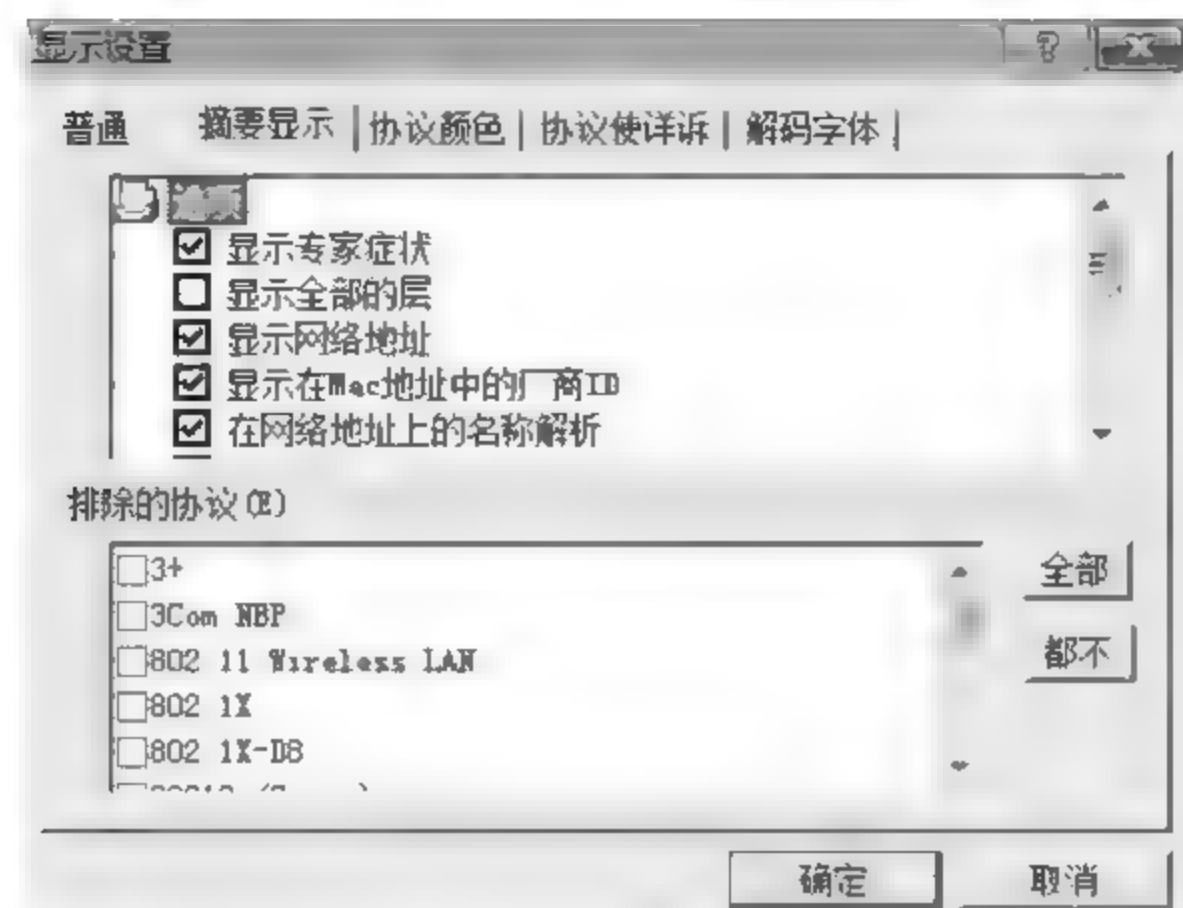 显示设置
普通 摘要显示 协议颜色 协议使详诉 解码字体
显示专家症状
显示全部的层
显示网络地址
显示在Mac地址中的厂商ID
在网络地址上的名称解析
排除的协议(E)
3+
全部
3Com NBP
802 11 Wireless LAN
都不
802 1X
802 1X-DS
确定 取消